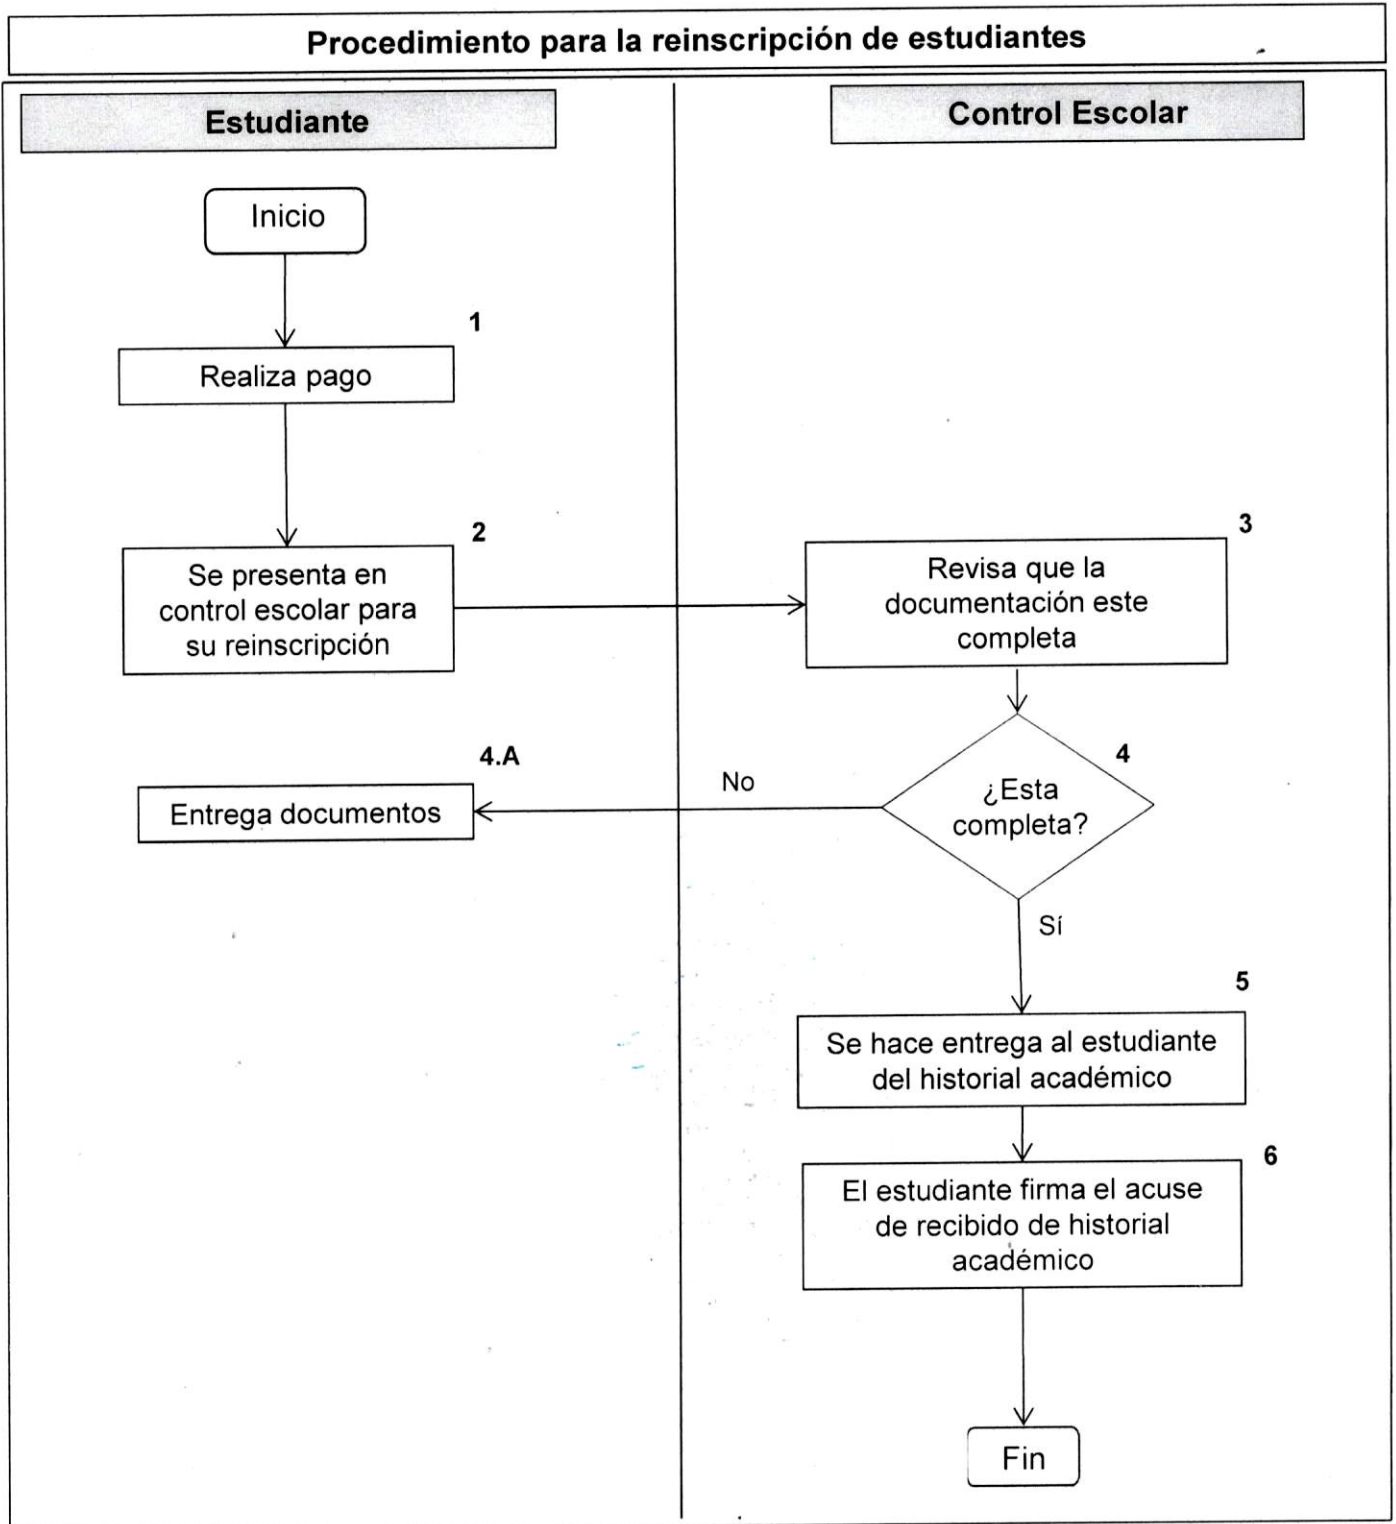 Procedimiento para la reinscripción de estudiantes
Estudiante
Control Escolar
Inicio
1
Realiza pago
2
Se presenta en
control escolar para
su reinscripción
3
Revisa que la
documentación este
completa
4
¿Esta
completa?
No
4.A
Entrega documentos
Sí
5
Se hace entrega al estudiante
del historial académico
6
El estudiante firma el acuse
de recibido de historial
académico
Fin